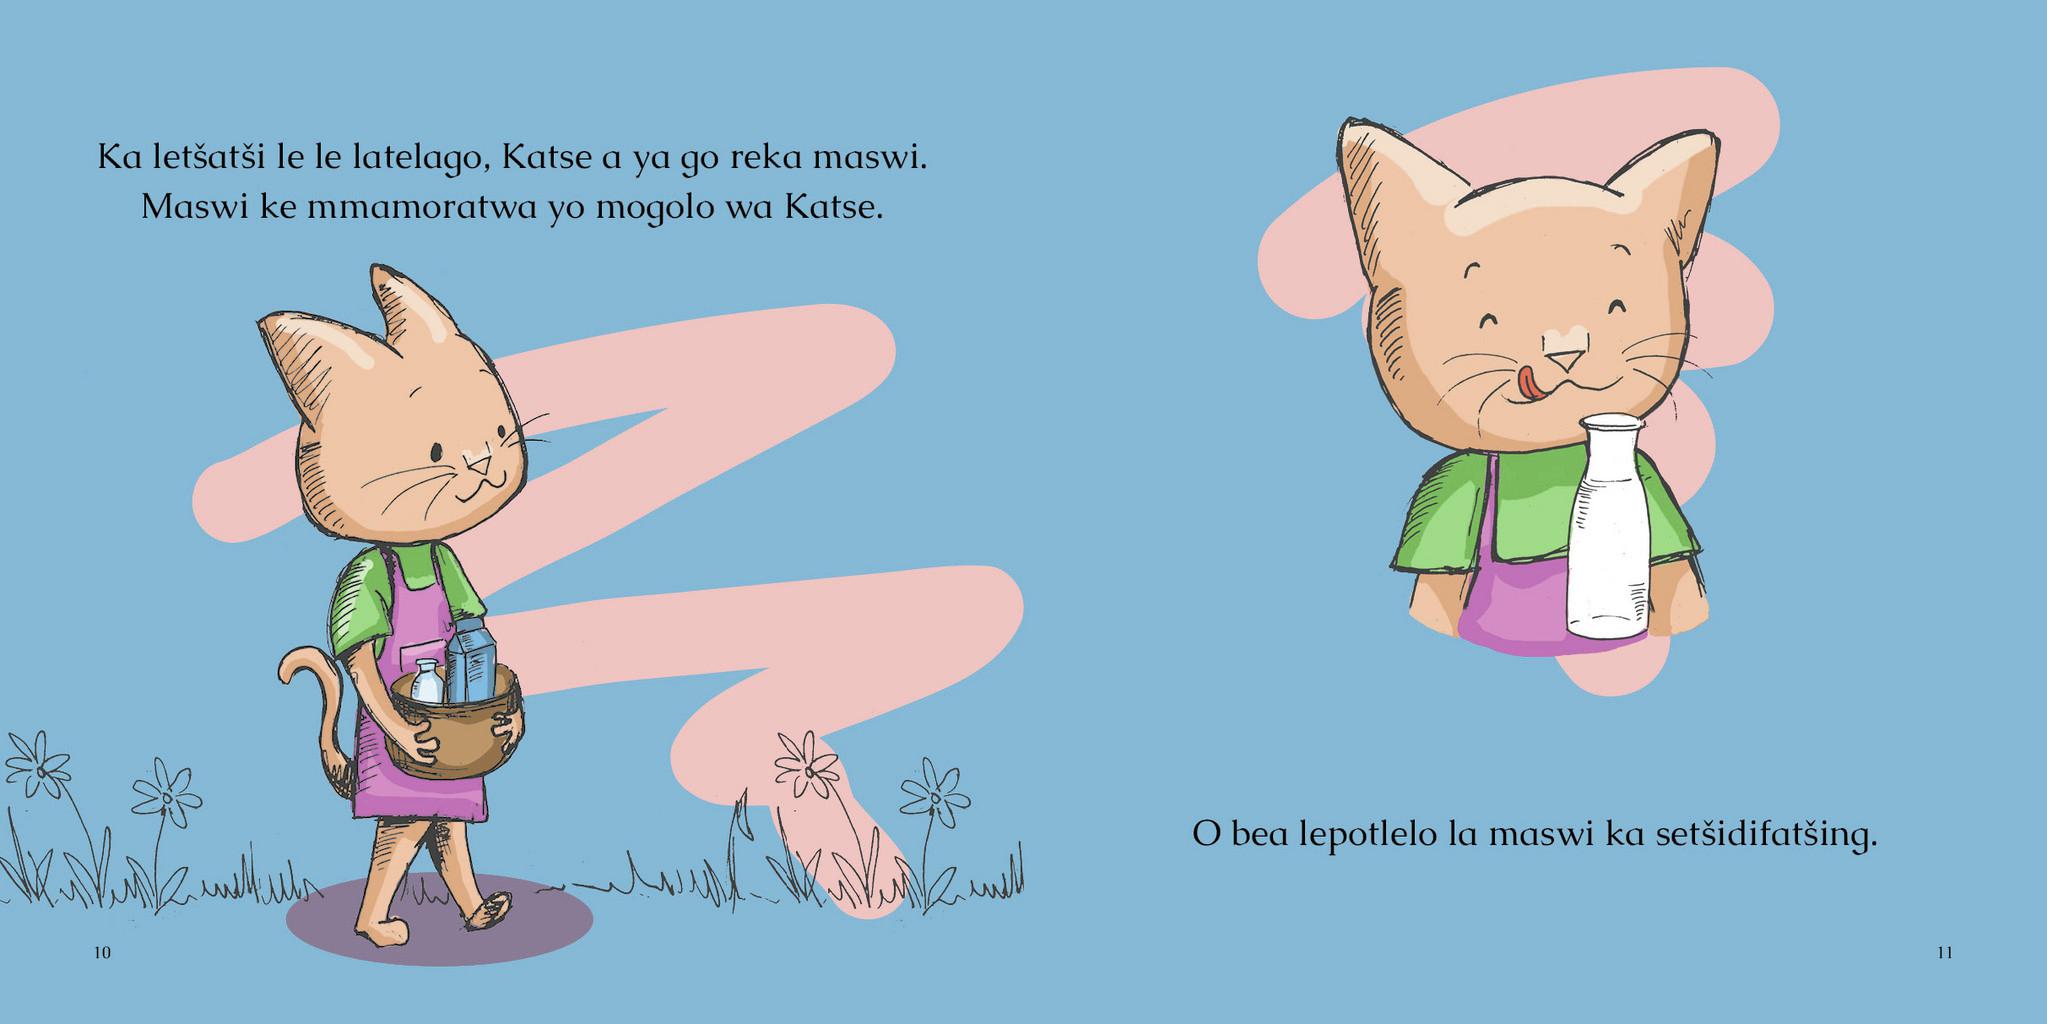 Ka letšatši le le latelago, Katse a ya go reka maswi.
Maswi ke mmamoratwa yo mogolo wa Katse.
10
O bea lepotlelo la maswi ka setšidifatšing.
11